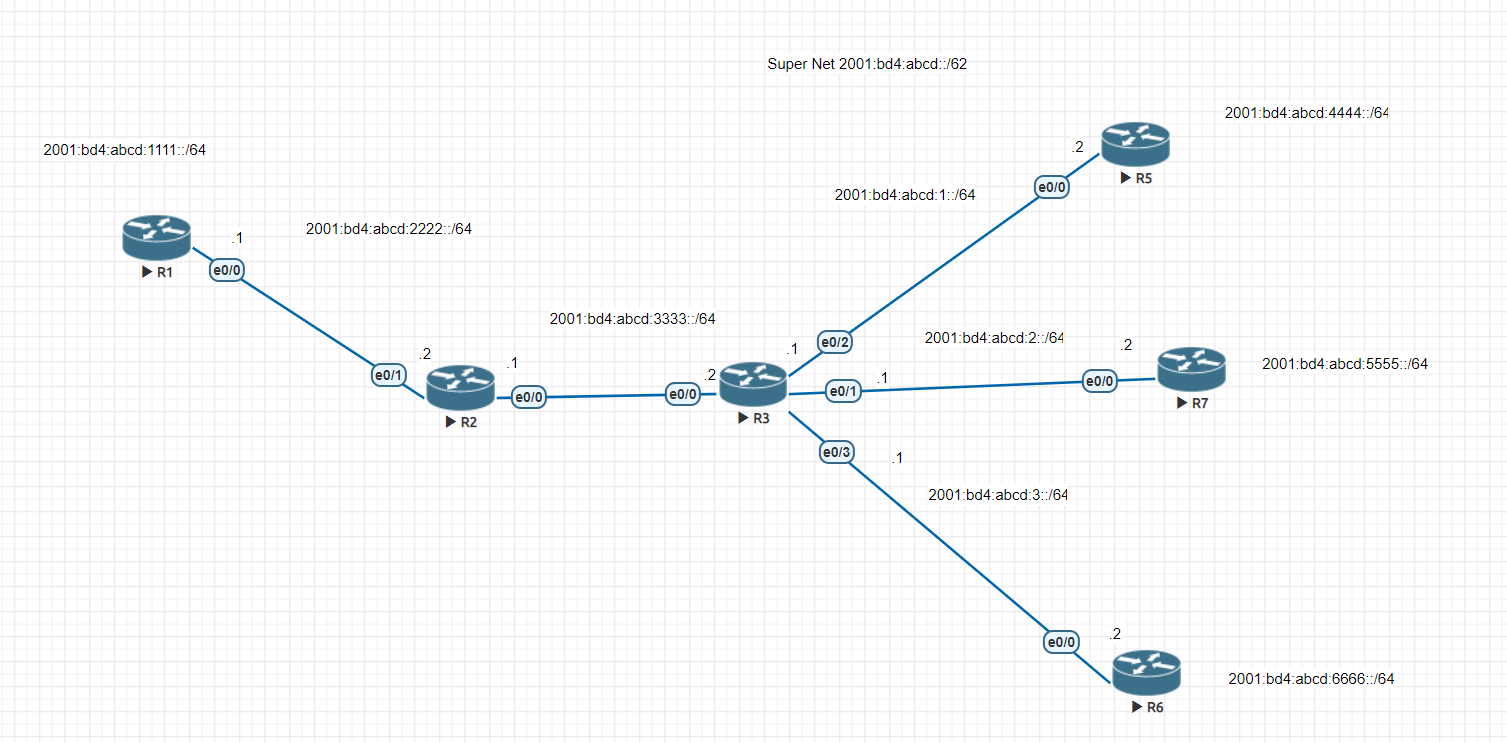 Super Net 2001:bd4:abcd::/62
2001:bd4:abcd:4444::/64
2001:bd4:abcd:1111::/64
.2
R5
e0/0
2001:bd4:abcd:1::/64
2001:bd4:abcd:2222::/64
.1
e0/0
R1
2001:bd4:abcd:3333::/64
e0/2
2001:bd4:abcd:2::/64
.2
.1
.2
.1
2001:bd4:abcd:5555::/64
e0/1
.2
.1
e0/0
e0/0
e0/0
e0/1
R7
R2
R3
e0/3
.1
2001:bd4:abcd:3::/64
.2
e0/0
2001:bd4:abcd:6666::/64
R6